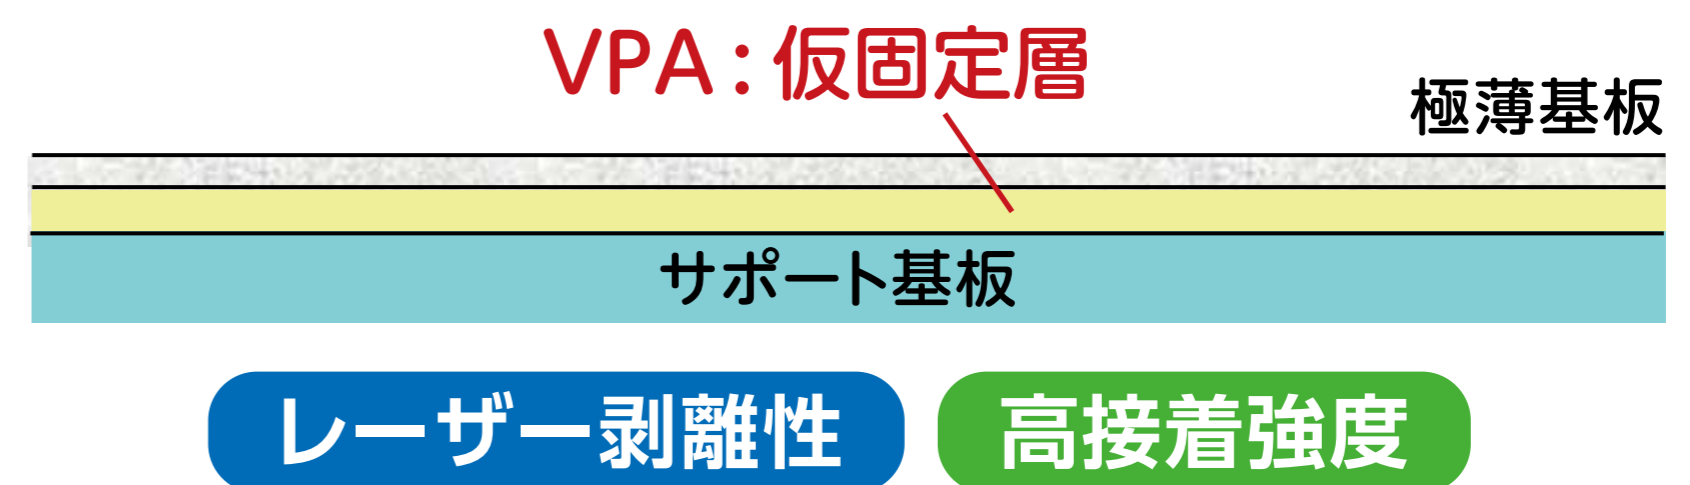 VPA：仮固定層
極薄基板
サポート基板
レーザー剥離性
高接着強度